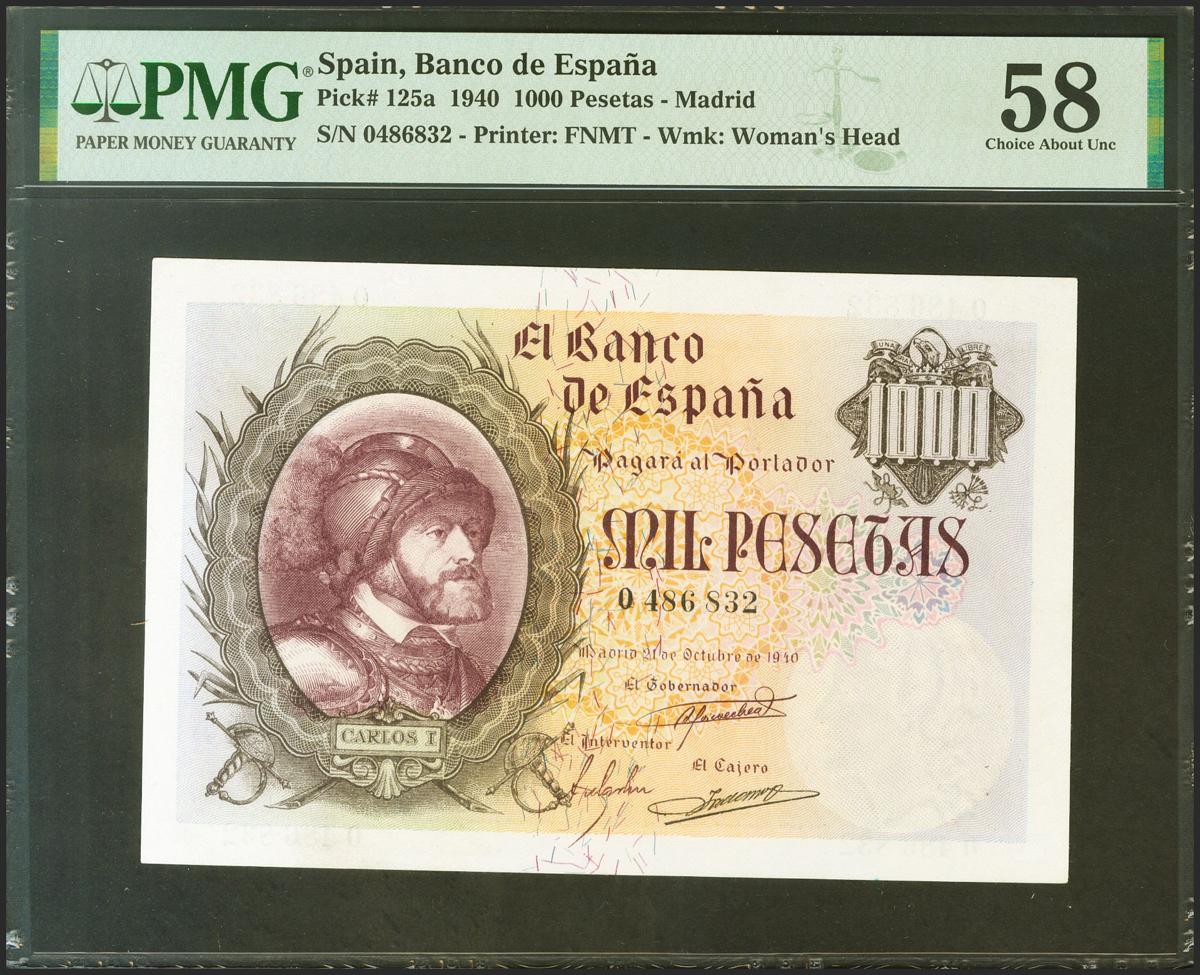 PMG®
PAPER MONEY GUARANTY
Spain, Banco de España
Pick# 125a 1940 1000 Pesetas - Madrid
S/N 0486832 - Printer: FNMT - Wmk: Woman's Head
58
Choice About Unc
El Banco
de España
Pagará al Portador
MIL PESETAS
0 486 832
Madrid 21 de Octubre de 1940
El Gobernador
El Interventor
El Cajero
CARLOS I
UNA LIBRE
1000